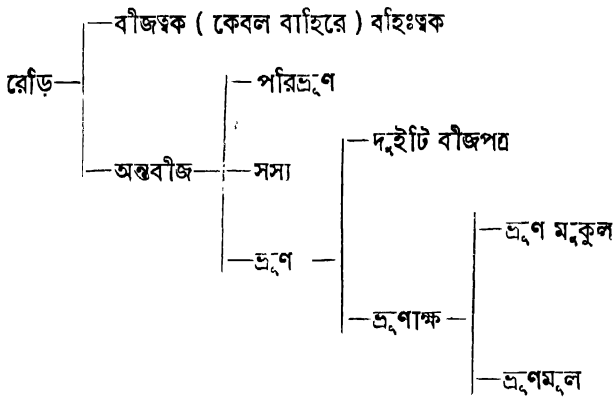 বীজত্বক ( কেবল বাহিরে ) বহিঃত্বক
রেড়ি
পরিভ্রূণ
দুইটি বীজপত্র
অন্তবীজ
সস্য
ভ্রূণ মুকুল
ভ্রূণ
ভ্রূণাক্ষ
ভ্রূণমূল